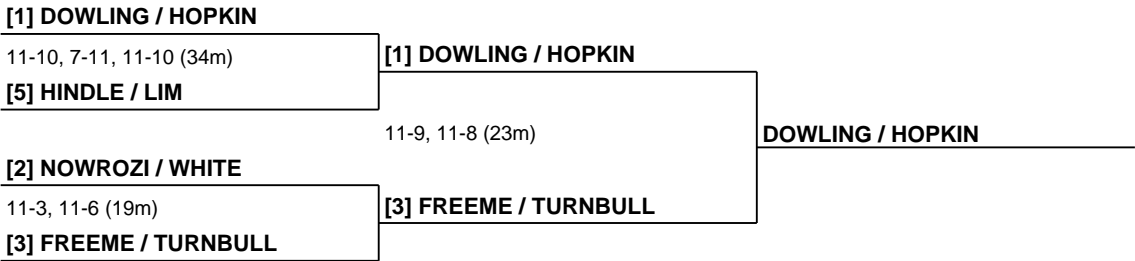 [1] DOWLING / HOPKIN
11-10, 7-11, 11-10 (34m)
[5] HINDLE / LIM
[1] DOWLING / HOPKIN
11-9, 11-8 (23m)
DOWLING / HOPKIN
[2] NOWROZI / WHITE
11-3, 11-6 (19m)
[3] FREEME / TURNBULL
[3] FREEME / TURNBULL